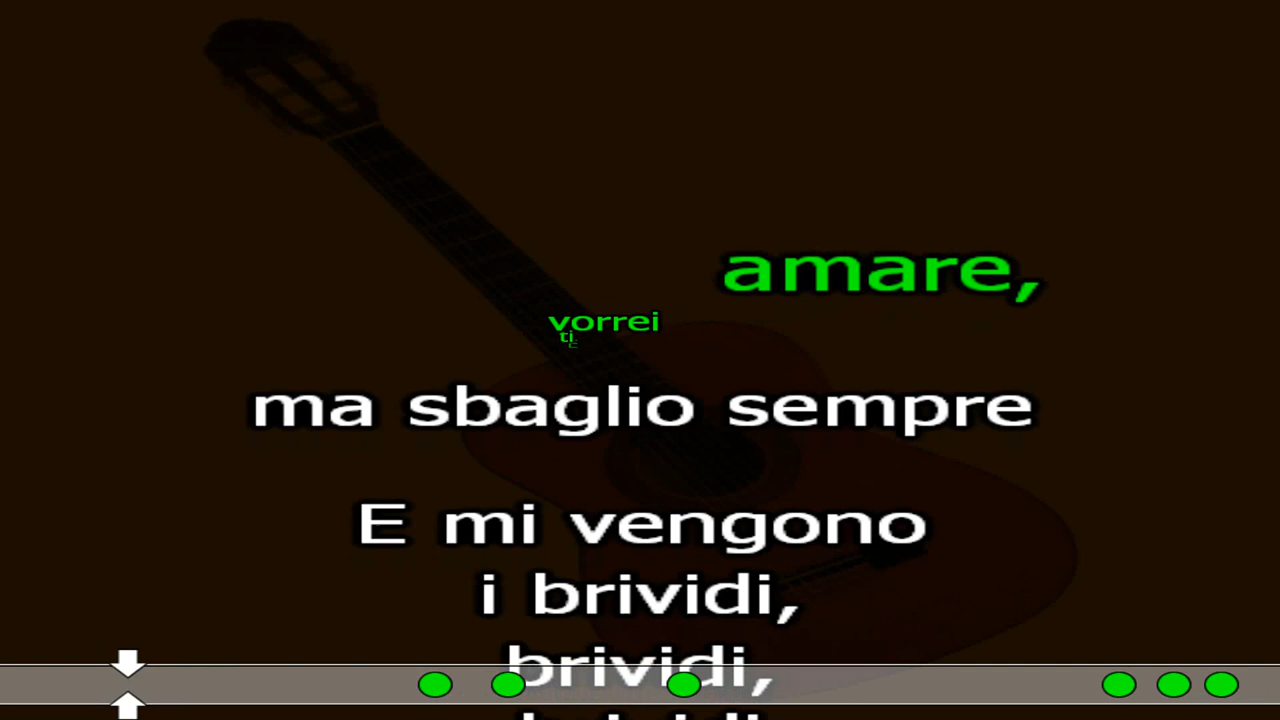 E ti vorrei amare,
ma sbaglio sempre
E mi vengono
i brividi,
brividi,